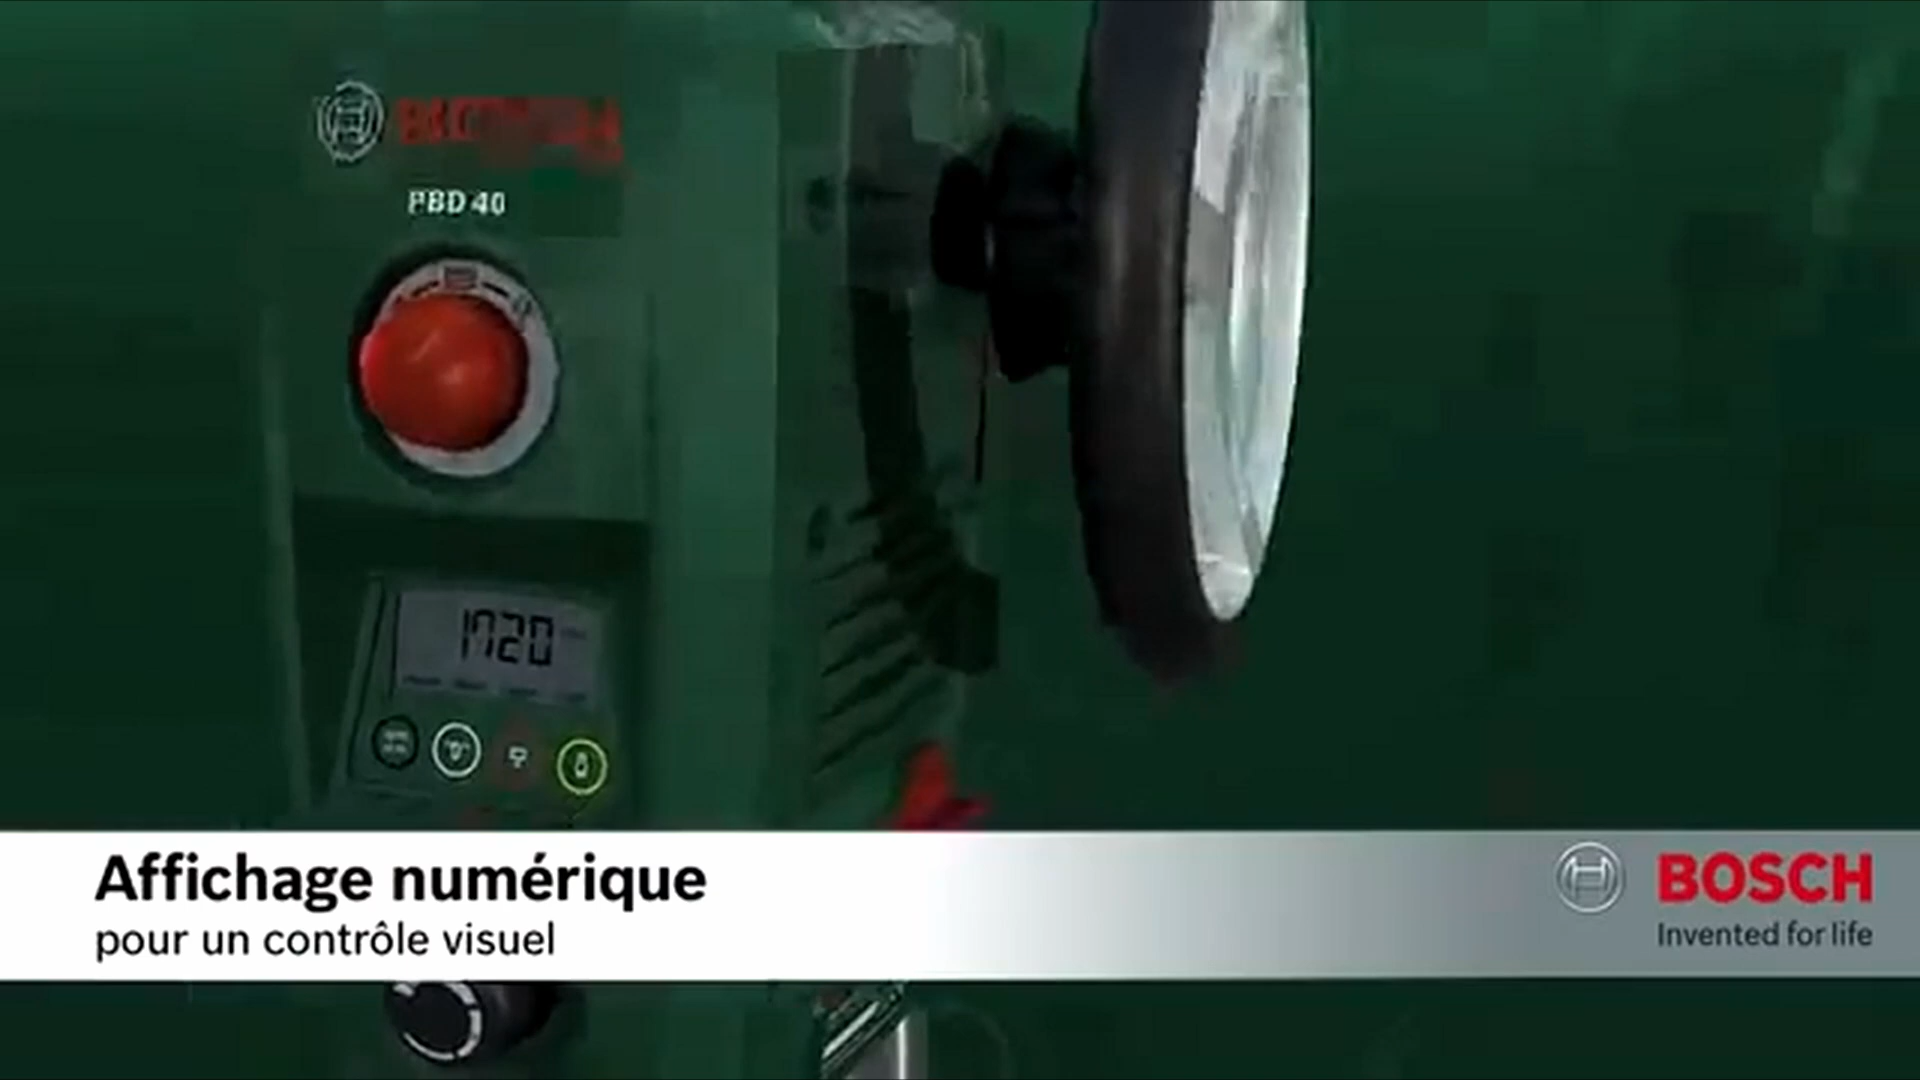 PBD 40
1720
Affichage numérique
pour un contrôle visuel
BOSCH
Invented for life